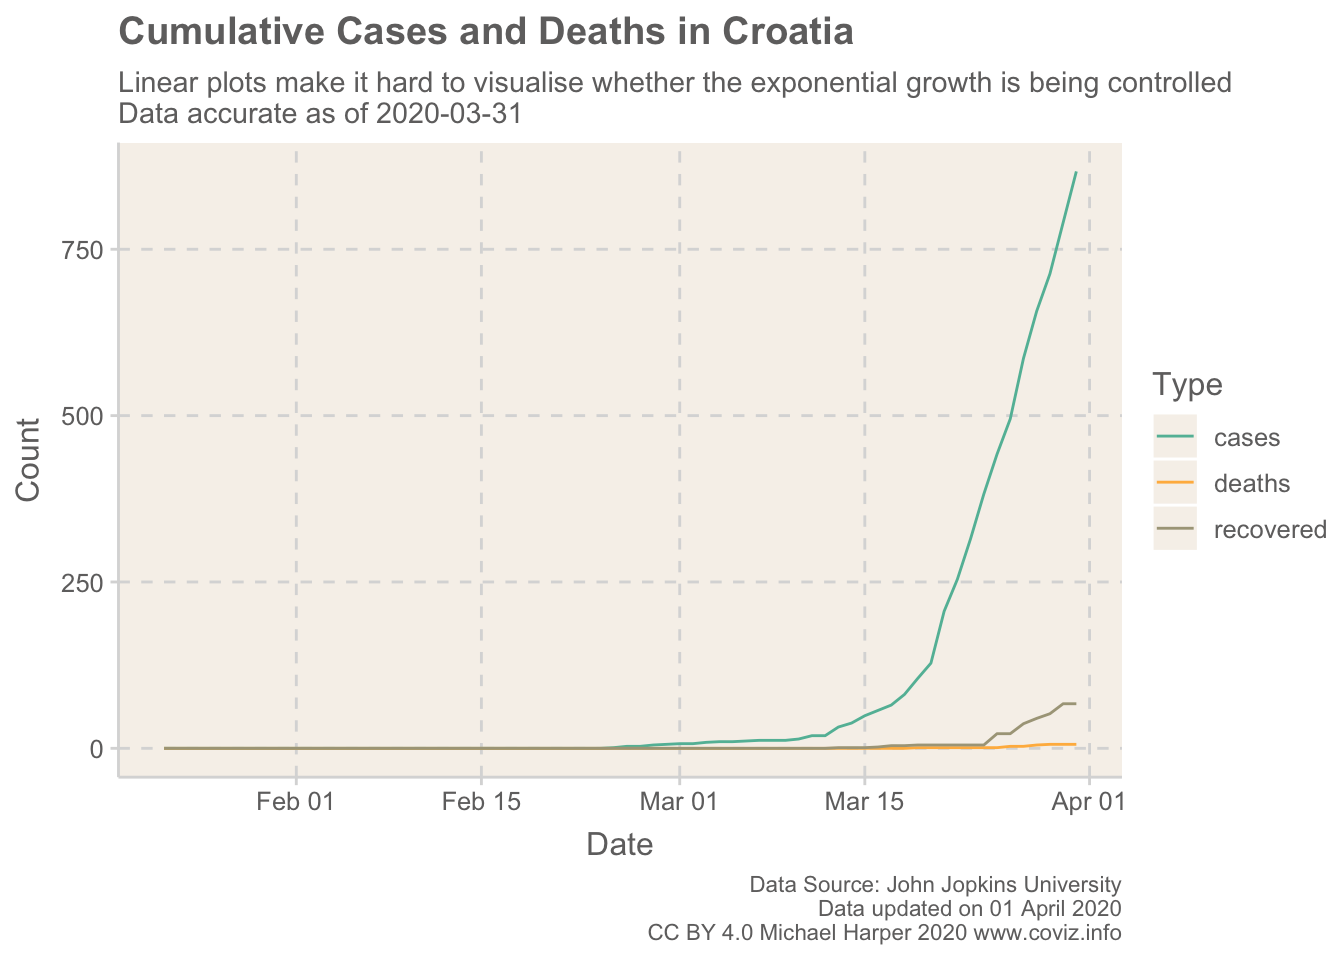 Cumulative Cases and Deaths in Croatia
Linear plots make it hard to visualise whether the exponential growth is being controlled
Data accurate as of 2020-03-31
750
500
250
0
Count
Feb 01
Feb 15
Mar 01
Mar 15
Apr 01
Date
Type
cases
deaths
recovered
Data Source: John Jopkins University
Data updated on 01 April 2020
CC BY 4.0 Michael Harper 2020 www.coviz.info